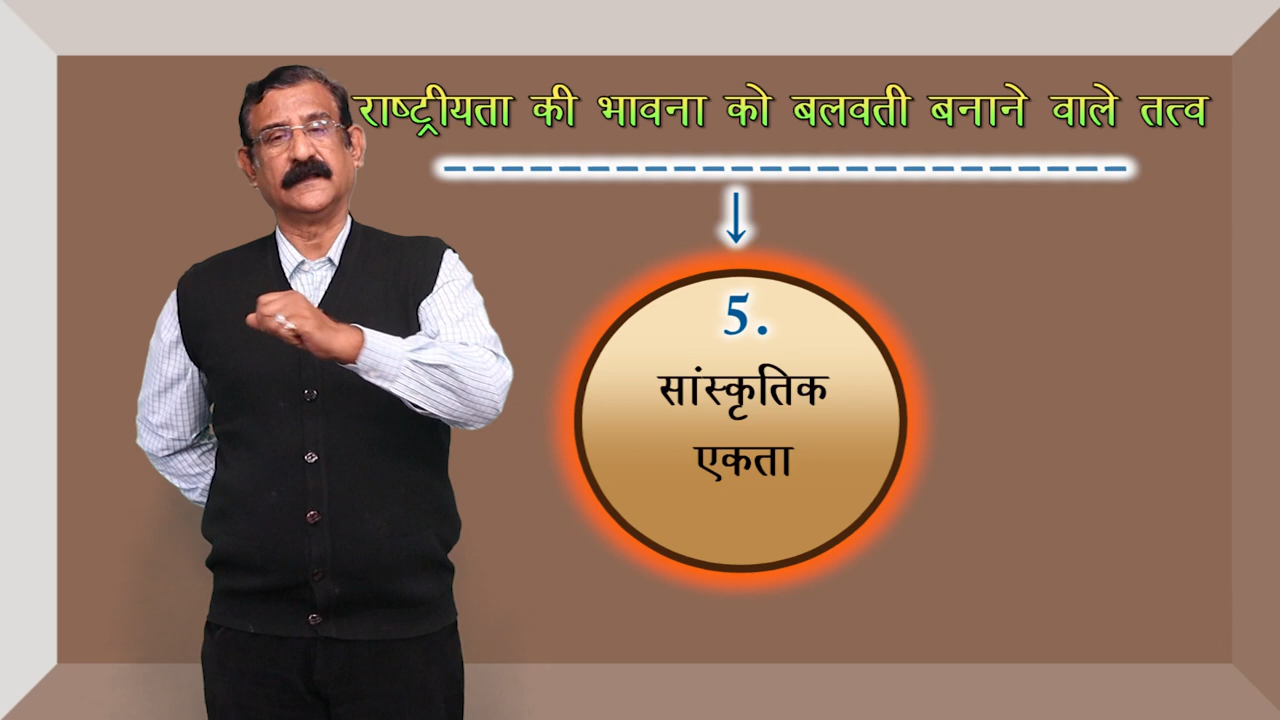 राष्ट्रीयता की भावना को बलवती बनाने वाले तत्व
5.
सांस्कृतिक
एकता